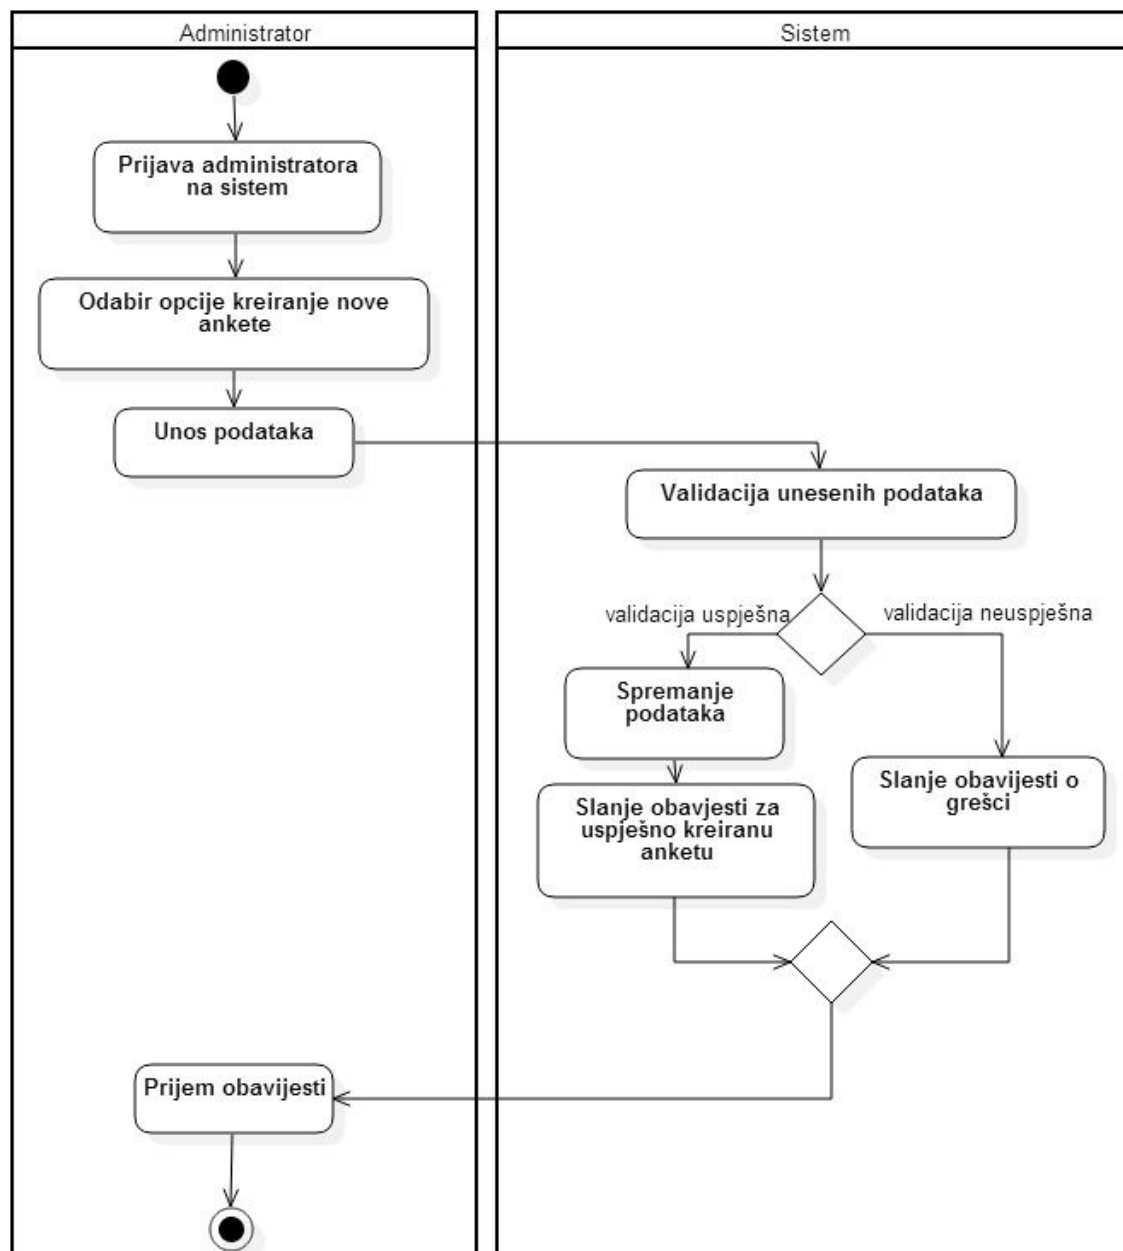 Administrator
Sistem
Prijava administratora
na sistem
Odabir opcije kreiranje nove
ankete
Unos podataka
Validacija unesenih podataka
validacija uspješna
validacija neuspješna
Spremanje
podataka
Slanje obavjesti za
uspješno kreiranu
anketu
Slanje obavijesti o
grešci
Prijem obavijesti